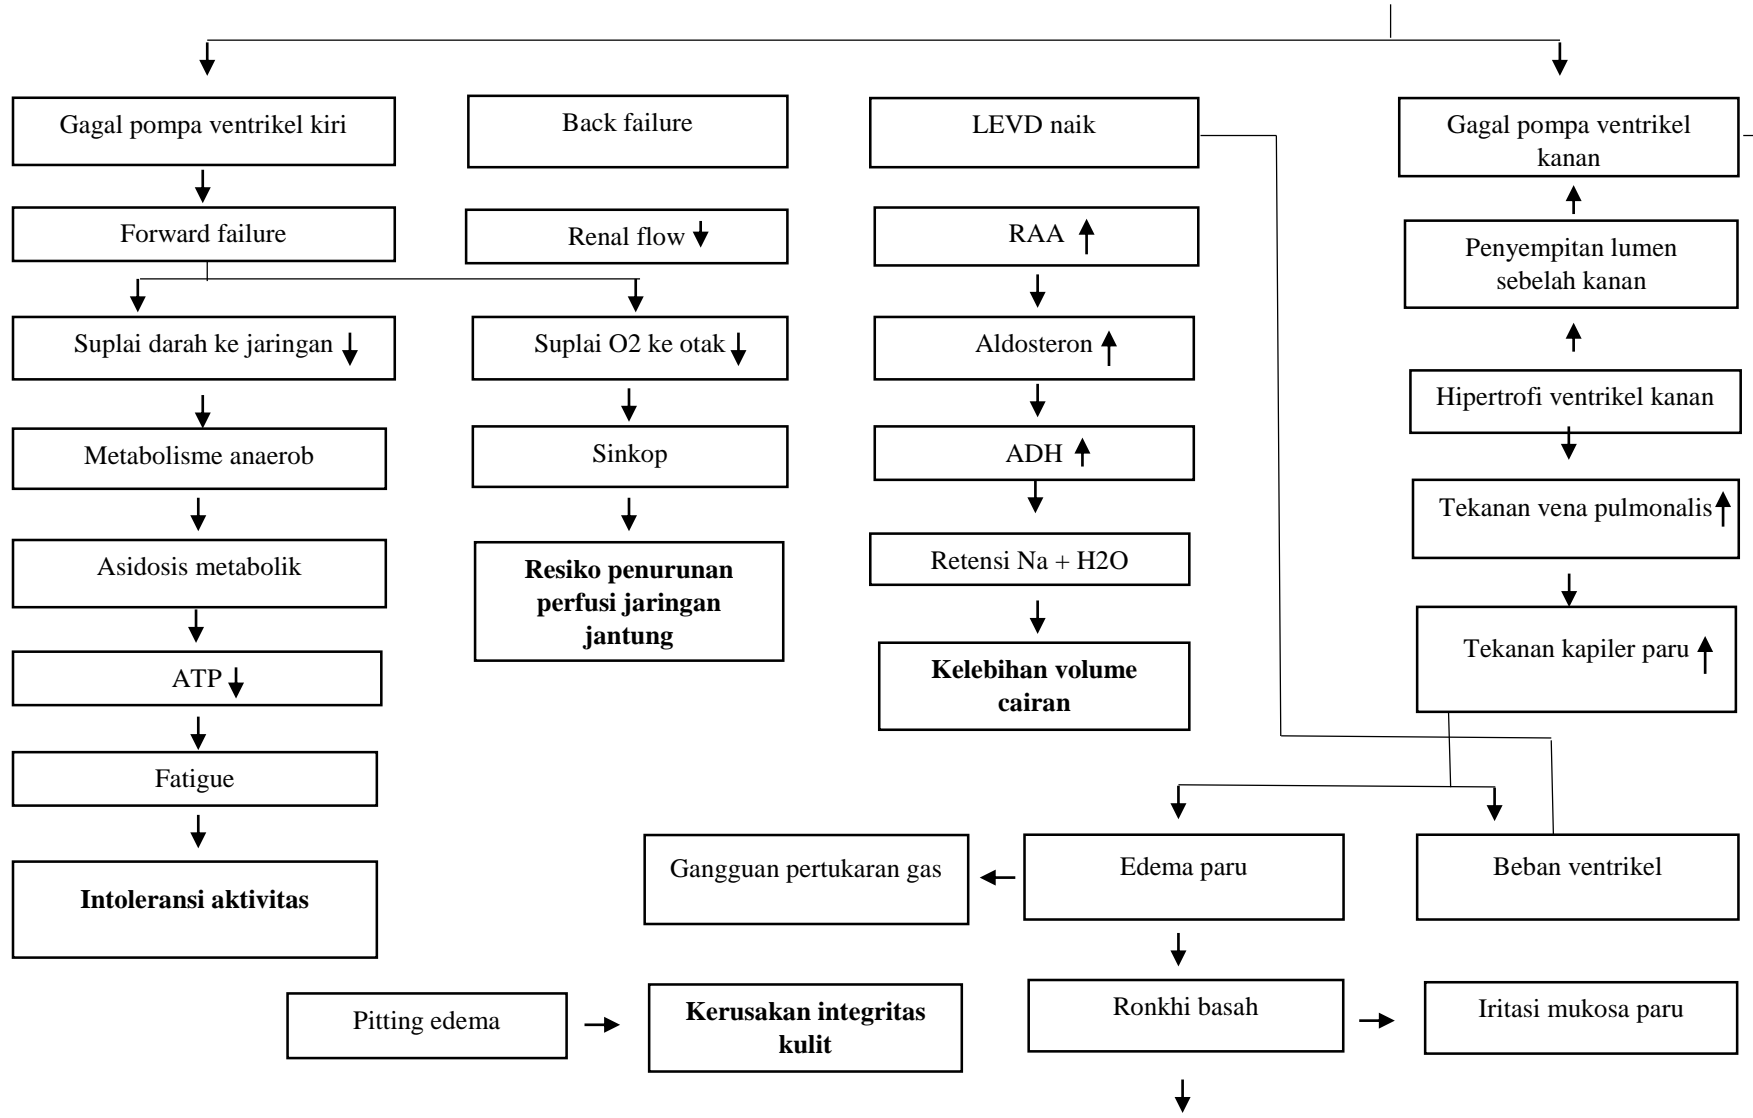 Gagal pompa ventrikel kiri
Back failure
LEVD naik
Gagal pompa ventrikel
kanan
Forward failure
Renal flow
RAA
Penyempitan lumen
sebelah kanan
Suplai darah ke jaringan
Suplai O2 ke otak
Aldosteron
Hipertrofi ventrikel kanan
Metabolisme anaerob
Sinkop
ADH
Tekanan vena pulmonalis
Asidosis metabolik
Resiko penurunan
perfusi jaringan
jantung
Retensi Na + H2O
Tekanan kapiler paru
ATP
Kelebihan volume
cairan
Fatigue
Intoleransi aktivitas
Gangguan pertukaran gas
Edema paru
Beban ventrikel
Pitting edema
Kerusakan integritas
kulit
Ronkhi basah
Iritasi mukosa paru